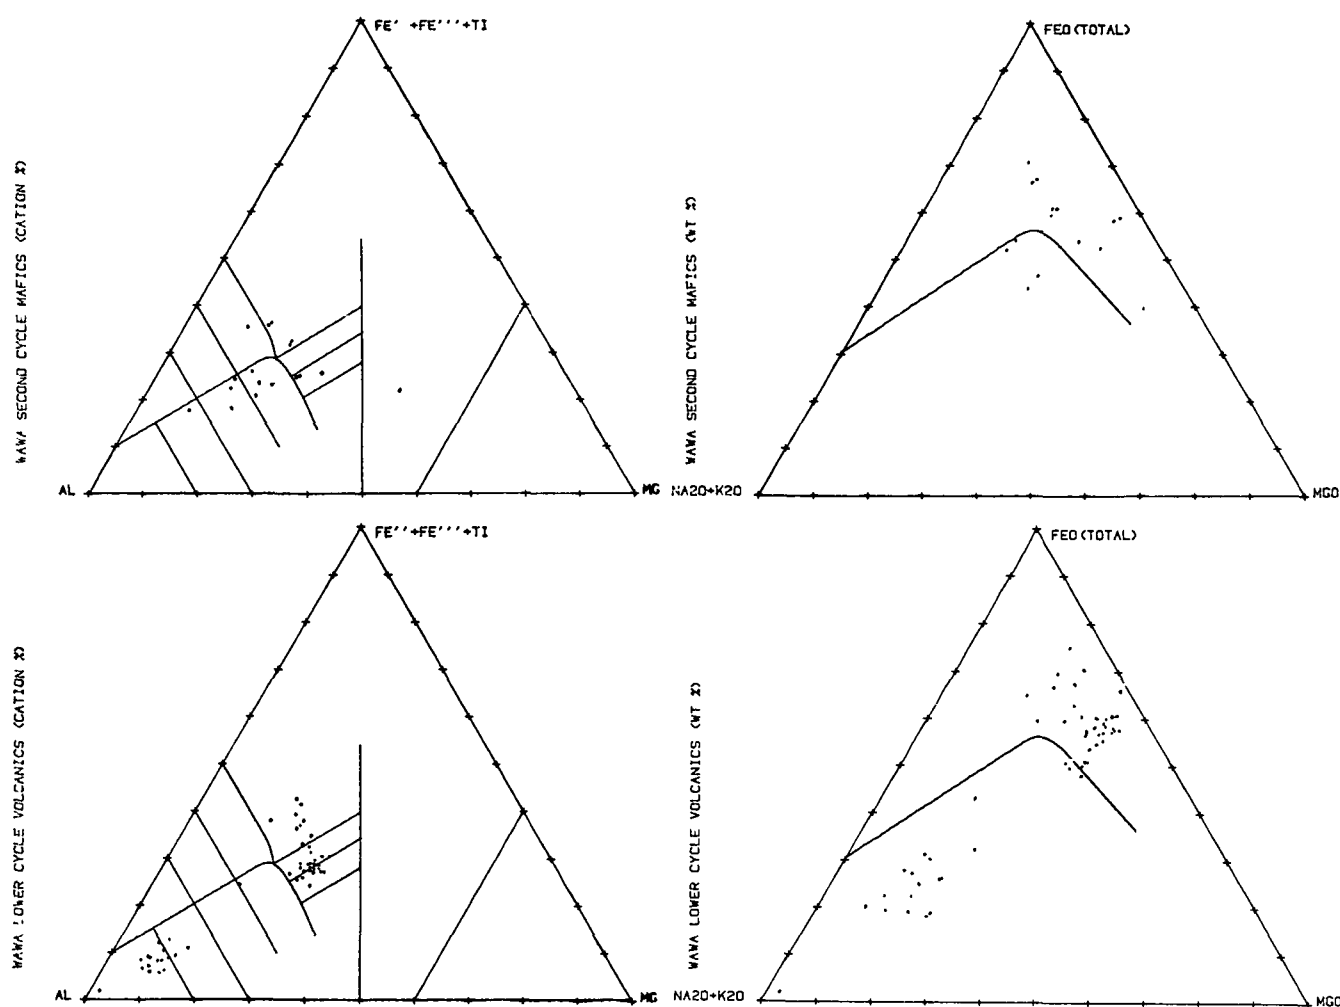 WAWA SECOND CYCLE MAFICS (CATION %)
FE' +FE'''+TI
AL
MG
WAWA SECOND CYCLE MAFICS (WT %)
FEO(TOTAL)
NA2O+K2O
MGO
WAWA LOWER CYCLE VOLCANICS (CATION %)
FE''+FE'''+TI
AL
MG
WAWA LOWER CYCLE VOLCANICS (WT %)
FEO(TOTAL)
NA2O+K2O
MGO